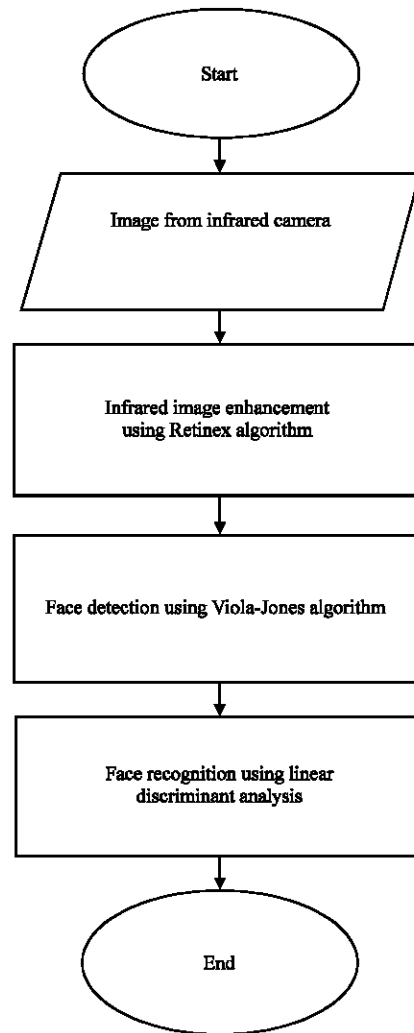 Start
Image from infrared camera
Infrared image enhancement
using Retinex algorithm
Face detection using Viola-Jones algorithm
Face recognition using linear
discriminant analysis
End